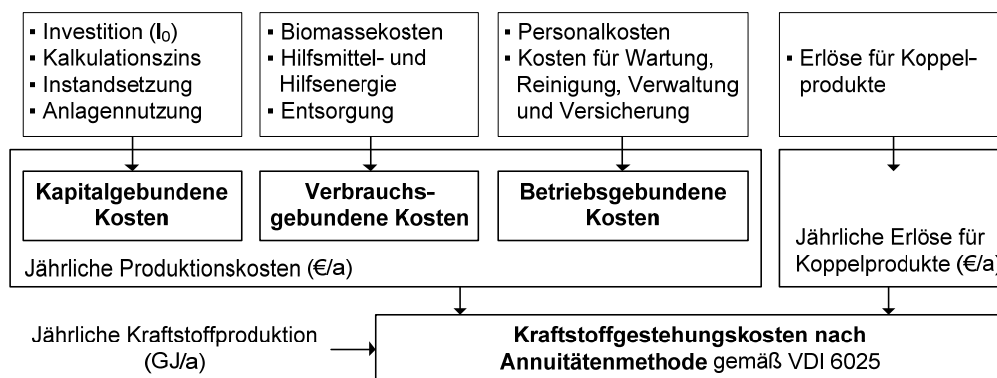 ▪ Investition (I₀)
▪ Kalkulationszins
▪ Instandsetzung
▪ Anlagennutzung
▪ Biomassekosten
▪ Hilfsmittel- und
Hilfsenergie
▪ Entsorgung
▪ Personalkosten
▪ Kosten für Wartung,
Reinigung, Verwaltung
und Versicherung
▪ Erlöse für Koppel-
produkte
Kapitalgebundene
Kosten
Verbrauchs-
gebundene Kosten
Betriebsgebundene
Kosten
Jährliche Produktionskosten (€/a)
Jährliche Erlöse für
Koppelprodukte (€/a)
Jährliche Kraftstoffproduktion
(GJ/a)
Kraftstoffgestehungskosten nach
Annuitätenmethode gemäß VDI 6025